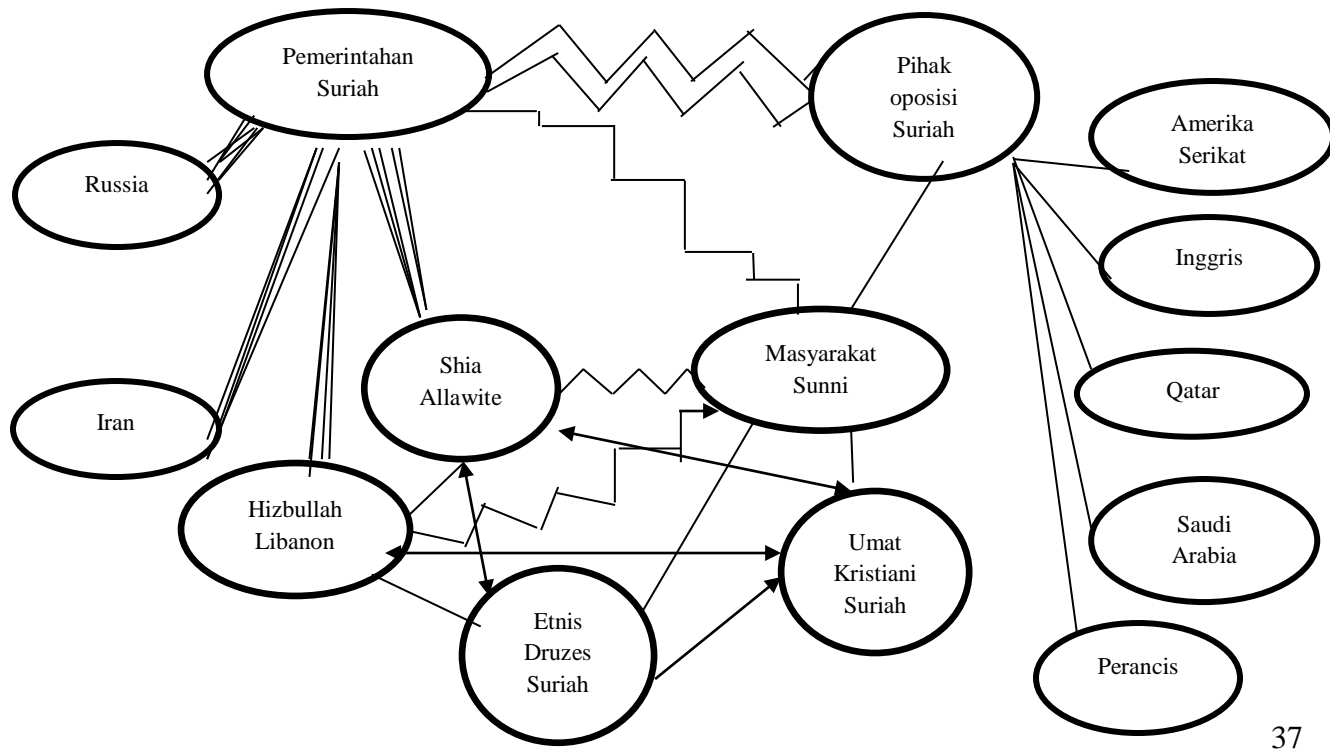 Pemerintahan
Suriah
Pihak
oposisi
Suriah
Amerika
Serikat
Russia
Inggris
Shia
Allawite
Masyarakat
Sunni
Qatar
Iran
Hizbullah
Libanon
Umat
Kristiani
Suriah
Saudi
Arabia
Etnis
Druzes
Suriah
Perancis
37